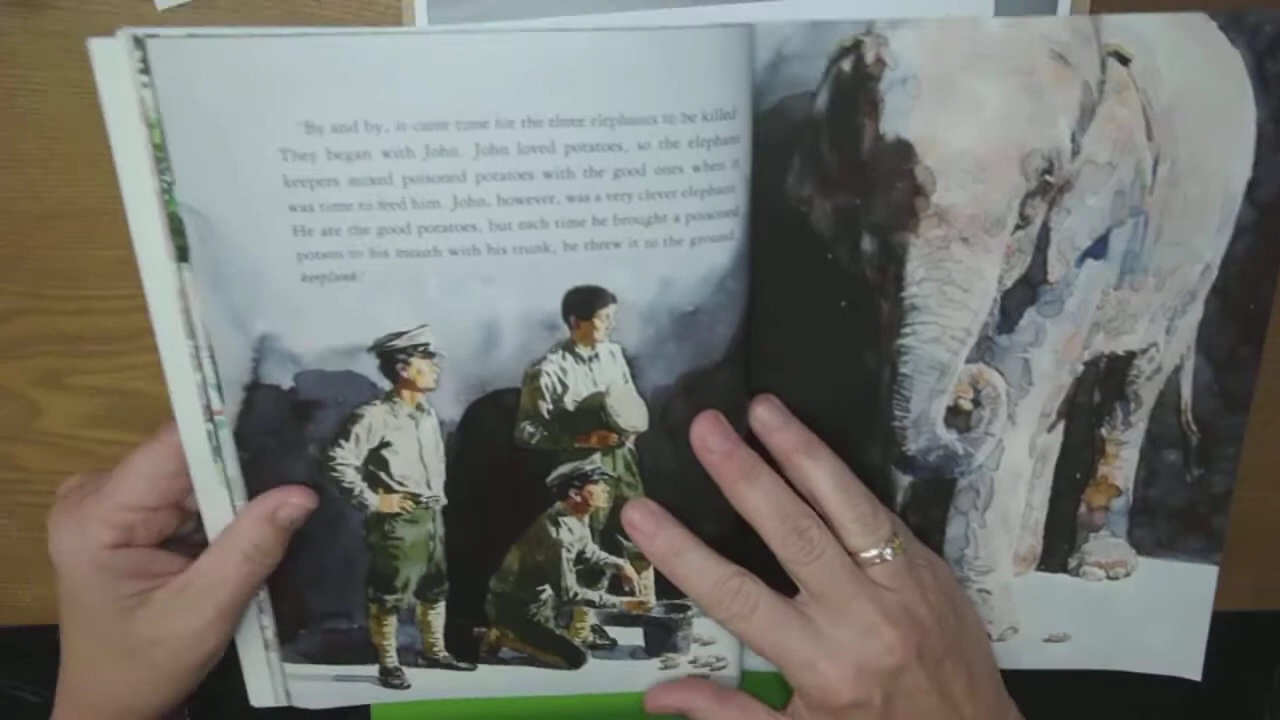 "By and by, it came time for the three elephants to be killed
They began with John. John loved potatoes, so the elephant
keepers mixed poisoned potatoes with the good ones when it
was time to feed him. John, however, was a very clever elephant
He ate the good potatoes, but each time he brought a poisoned
potato to his mouth with his trunk, he threw it to the ground,
kerplunk!